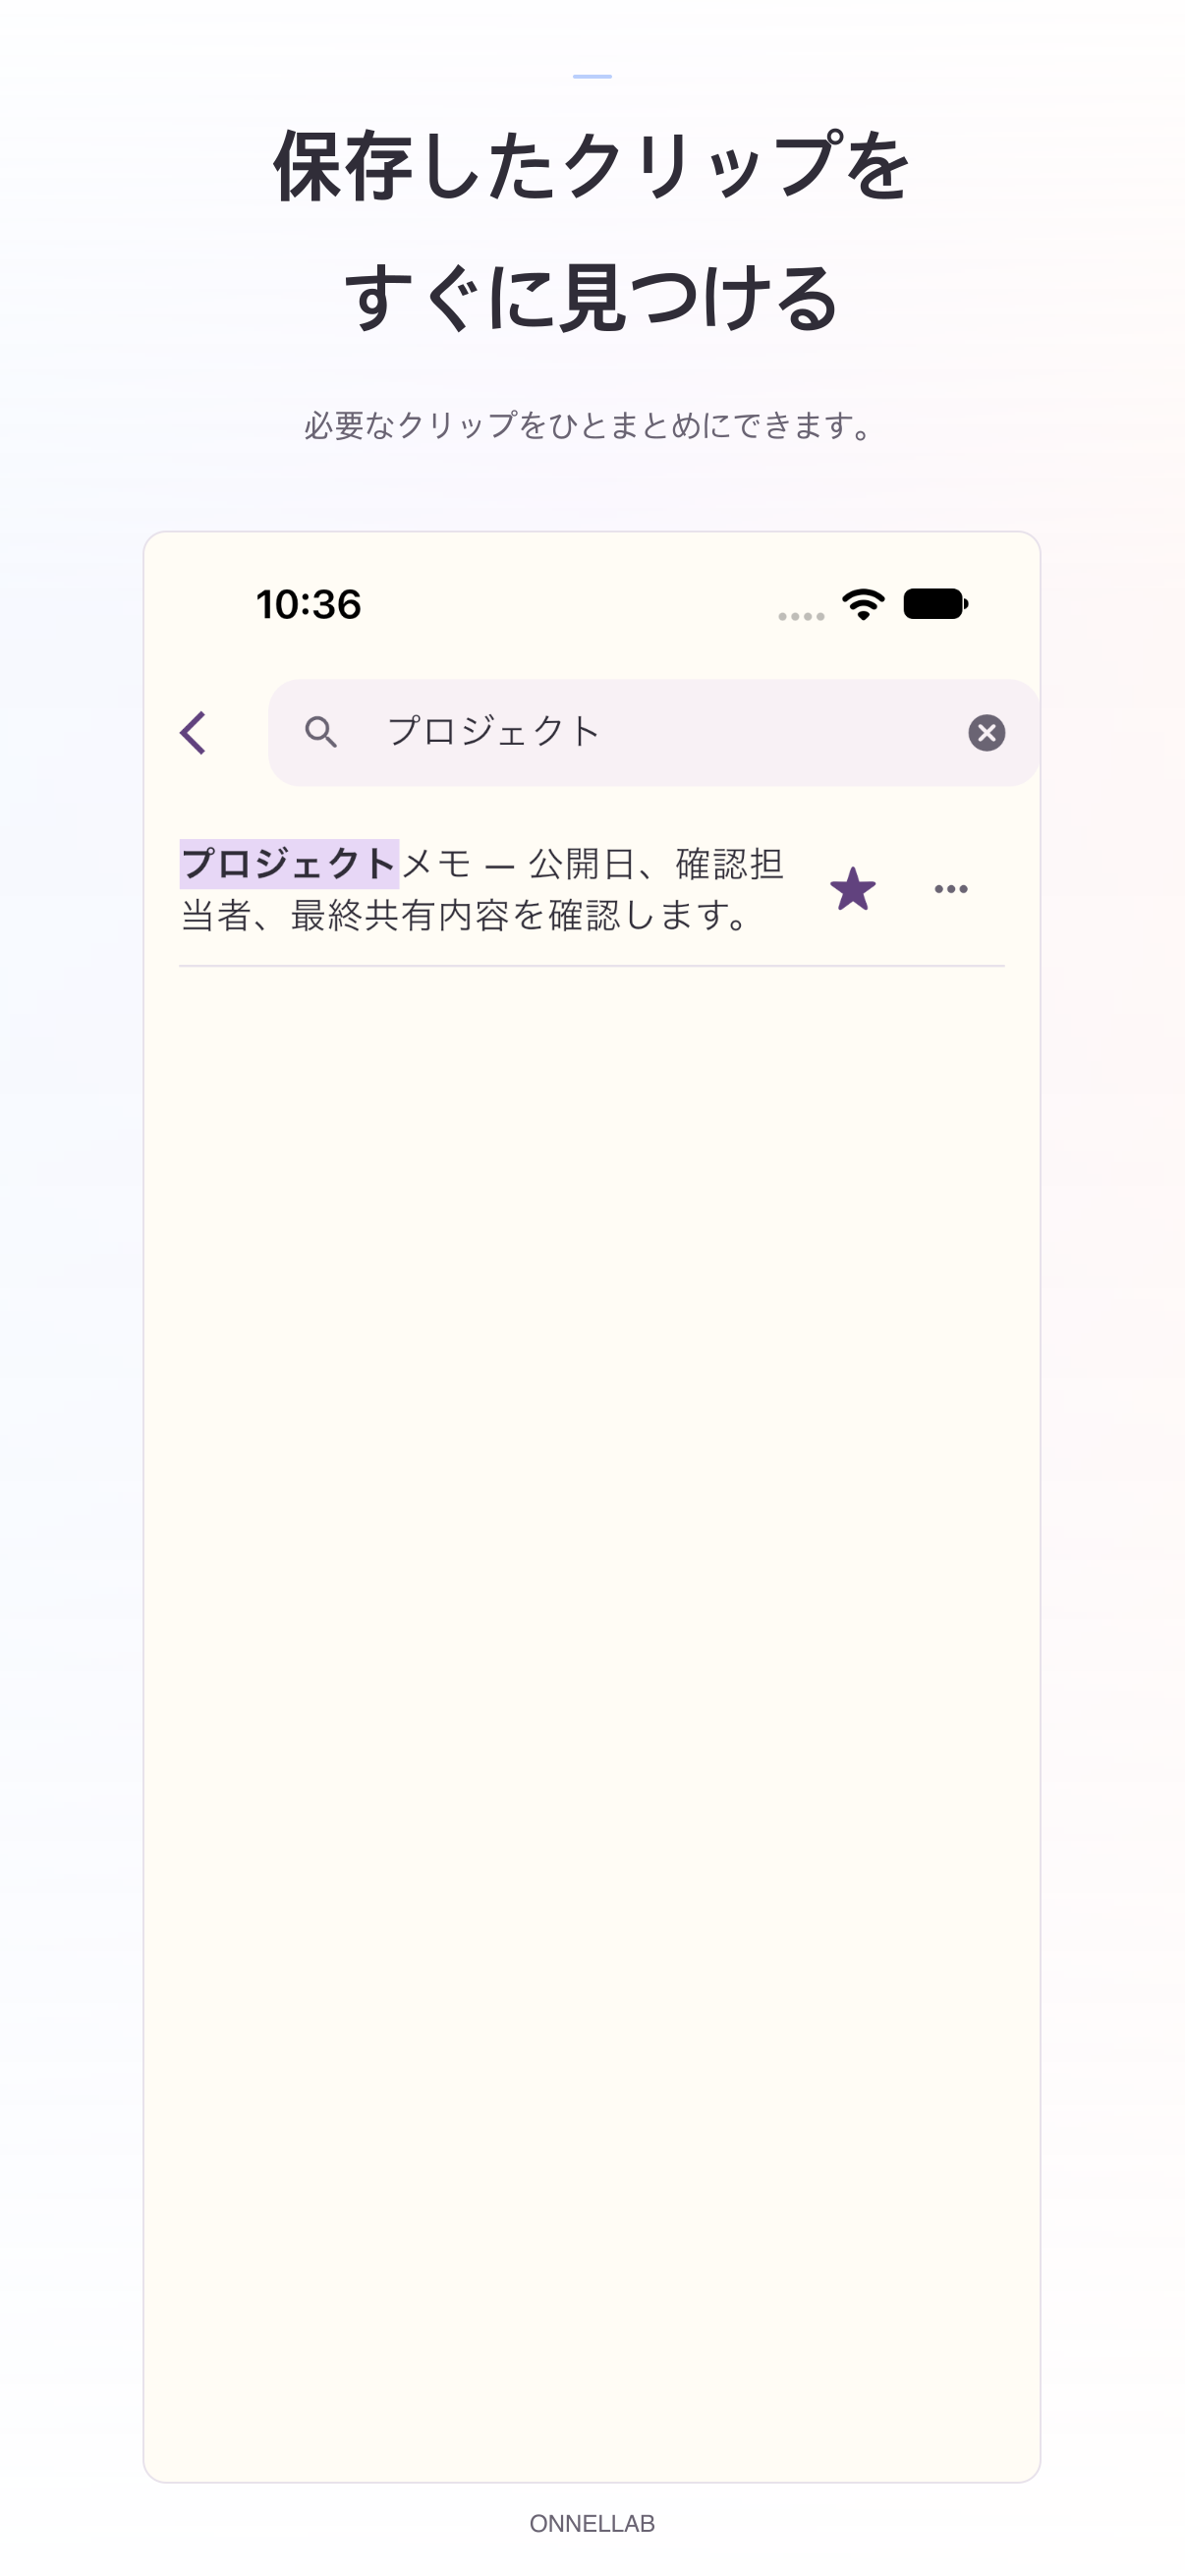 保存したクリップを
すぐに見つける
必要なクリップをひとまとめにできます。
10:36
プロジェクト
プロジェクトメモ — 公開日、確認担
当者、最終共有内容を確認します。
ONNELLAB